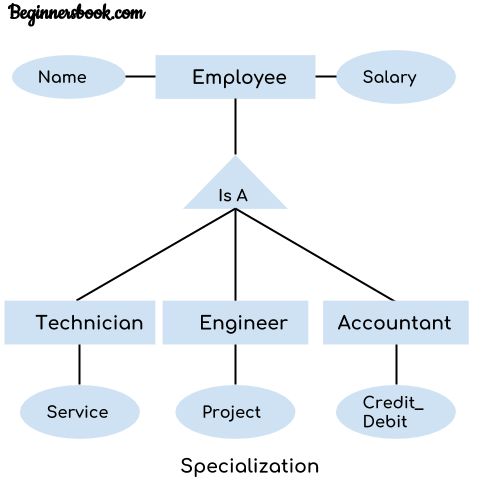 Beginnersbook.com
Name
Employee
Salary
Is A
Technician
Engineer
Accountant
Service
Project
Credit_
Debit
Specialization